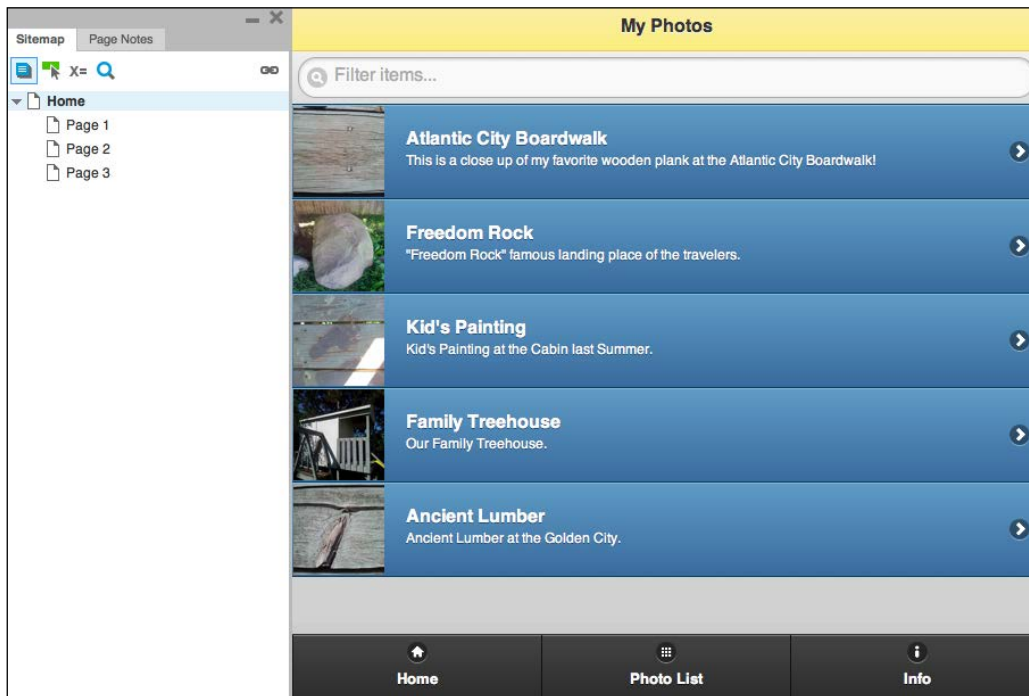 Sitemap
Page Notes
X=
Home
Page 1
Page 2
Page 3
My Photos
Filter items...
Atlantic City Boardwalk
This is a close up of my favorite wooden plank at the Atlantic City Boardwalk!
Freedom Rock
"Freedom Rock" famous landing place of the travelers.
Kid's Painting
Kid's Painting at the Cabin last Summer.
Family Treehouse
Our Family Treehouse.
Ancient Lumber
Ancient Lumber at the Golden City.
Home
Photo List
Info